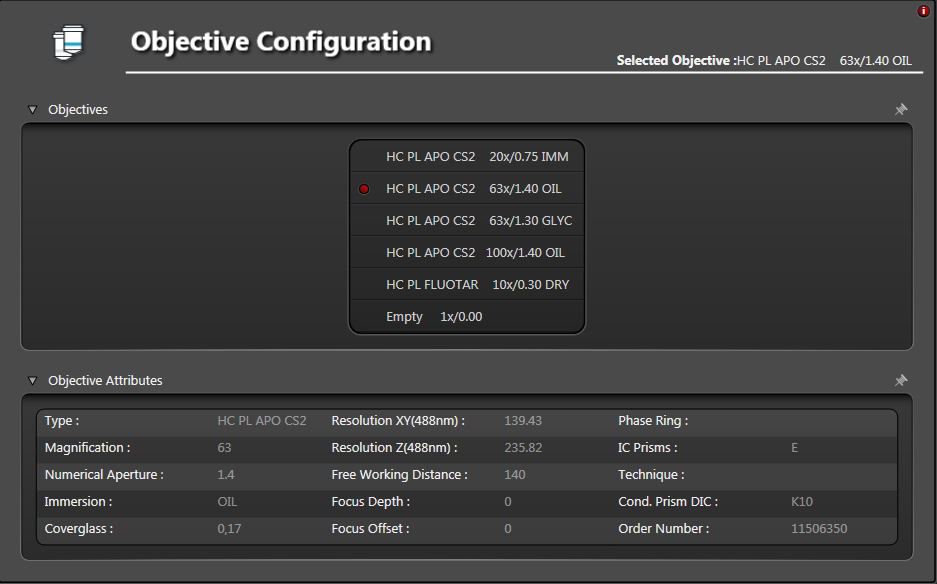 Objective Configuration
Selected Objective :HC PL APO CS2 63x/1.40 OIL
Objectives
HC PL APO CS2 20x/0.75 IMM
HC PL APO CS2 63x/1.40 OIL
HC PL APO CS2 63x/1.30 GLYC
HC PL APO CS2 100x/1.40 OIL
HC PL FLUOTAR 10x/0.30 DRY
Empty 1x/0.00
Objective Attributes
Type : HC PL APO CS2 Resolution XY(488nm) : 139.43 Phase Ring :
Magnification : 63 Resolution Z(488nm) : 235.82 IC Prisms : E
Numerical Aperture : 1.4 Free Working Distance : 140 Technique :
Immersion : OIL Focus Depth : 0 Cond. Prism DIC : K10
Coverglass : 0,17 Focus Offset : 0 Order Number : 11506350